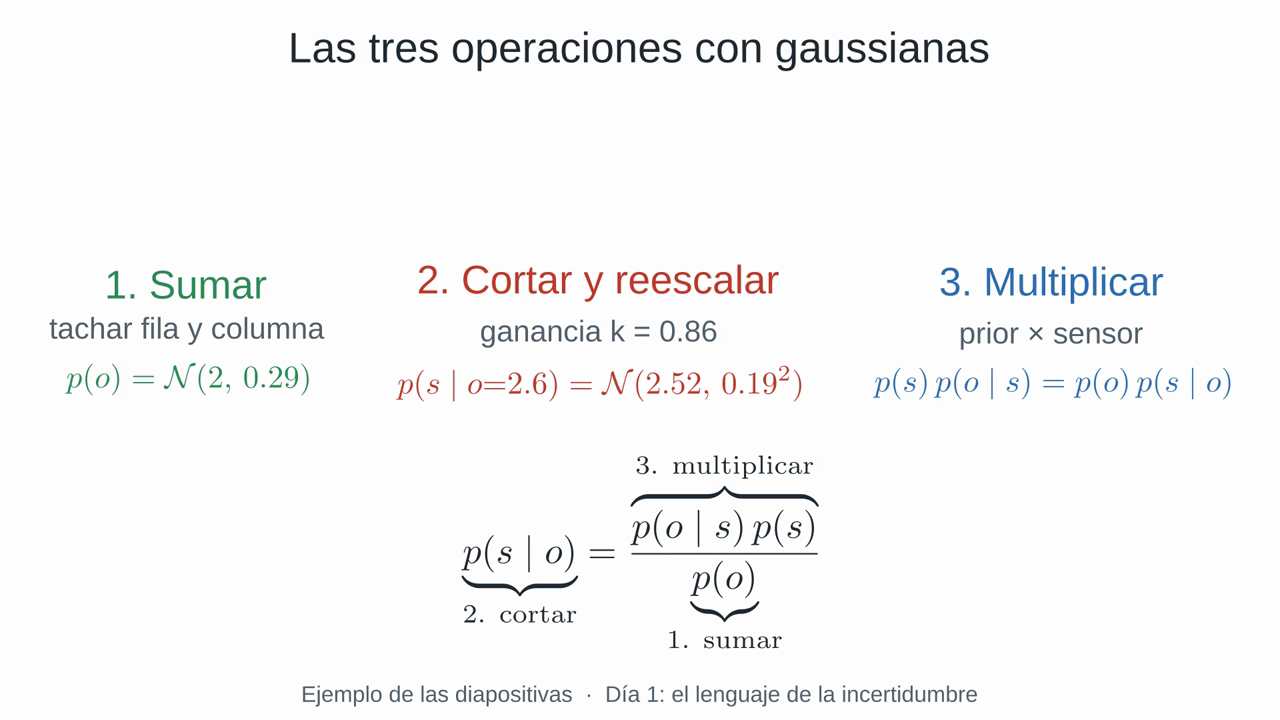 Las tres operaciones con gaussianas
1. Sumar
tachar fila y columna
p(o) = 𝒩(2, 0.29)
2. Cortar y reescalar
ganancia k = 0.86
p(s | o=2.6) = 𝒩(2.52, 0.19²)
3. Multiplicar
prior × sensor
p(s) p(o | s) = p(o) p(s | o)
3. multiplicar
p(o | s) p(s)
p(s | o) =
p(o)
2. cortar
1. sumar
Ejemplo de las diapositivas · Día 1: el lenguaje de la incertidumbre